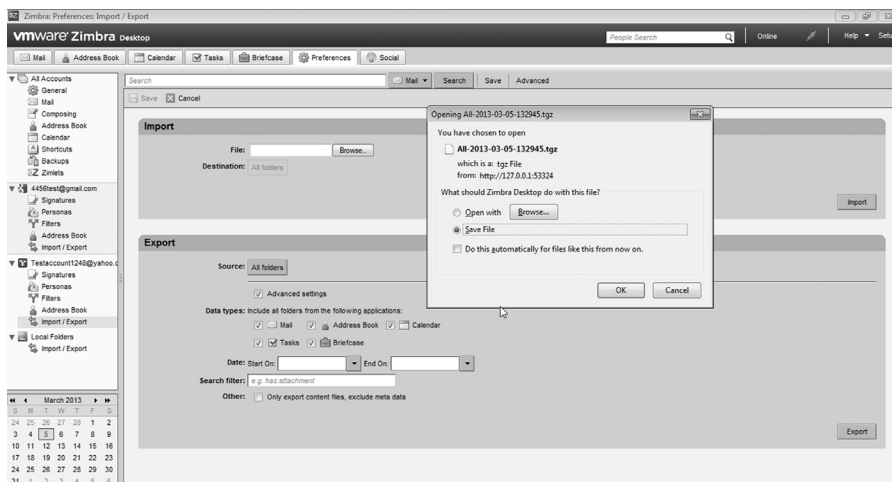 Zimbra: Preferences: Import / Export
vmware Zimbra Desktop
People Search
Online
Help
Setu
Mail
Address Book
Calendar
Tasks
Briefcase
Preferences
Social
All Accounts
General
Mail
Composing
Address Book
Calendar
Shortcuts
Backups
Zimlets
4456test@gmail.com
Signatures
Personas
Filters
Address Book
Import / Export
Testaccount1248@yahoo.c
Signatures
Personas
Filters
Address Book
Import / Export
Local Folders
Import / Export
March 2013
S M T W T F S
24 25 26 27 28 1 2
3 4 5 6 7 8 9
10 11 12 13 14 15 16
17 18 19 20 21 22 23
24 25 26 27 28 29 30
31 1 2 3 4 5 6
Search
Mail
Search
Save
Advanced
Save
Cancel
Import
File:
Browse...
Destination:
All folders
Import
Export
Source:
All folders
Advanced settings
Data types: Include all folders from the following applications:
Mail
Address Book
Calendar
Tasks
Briefcase
Date: Start On:
End On:
Search filter: e.g. has:attachment
Other:
Only export content files, exclude meta data
Export
Opening All-2013-03-05-132945.tgz
You have chosen to open
All-2013-03-05-132945.tgz
which is a: tgz File
from: http://127.0.0.1:53324
What should Zimbra Desktop do with this file?
Open with
Browse...
Save File
Do this automatically for files like this from now on.
OK
Cancel